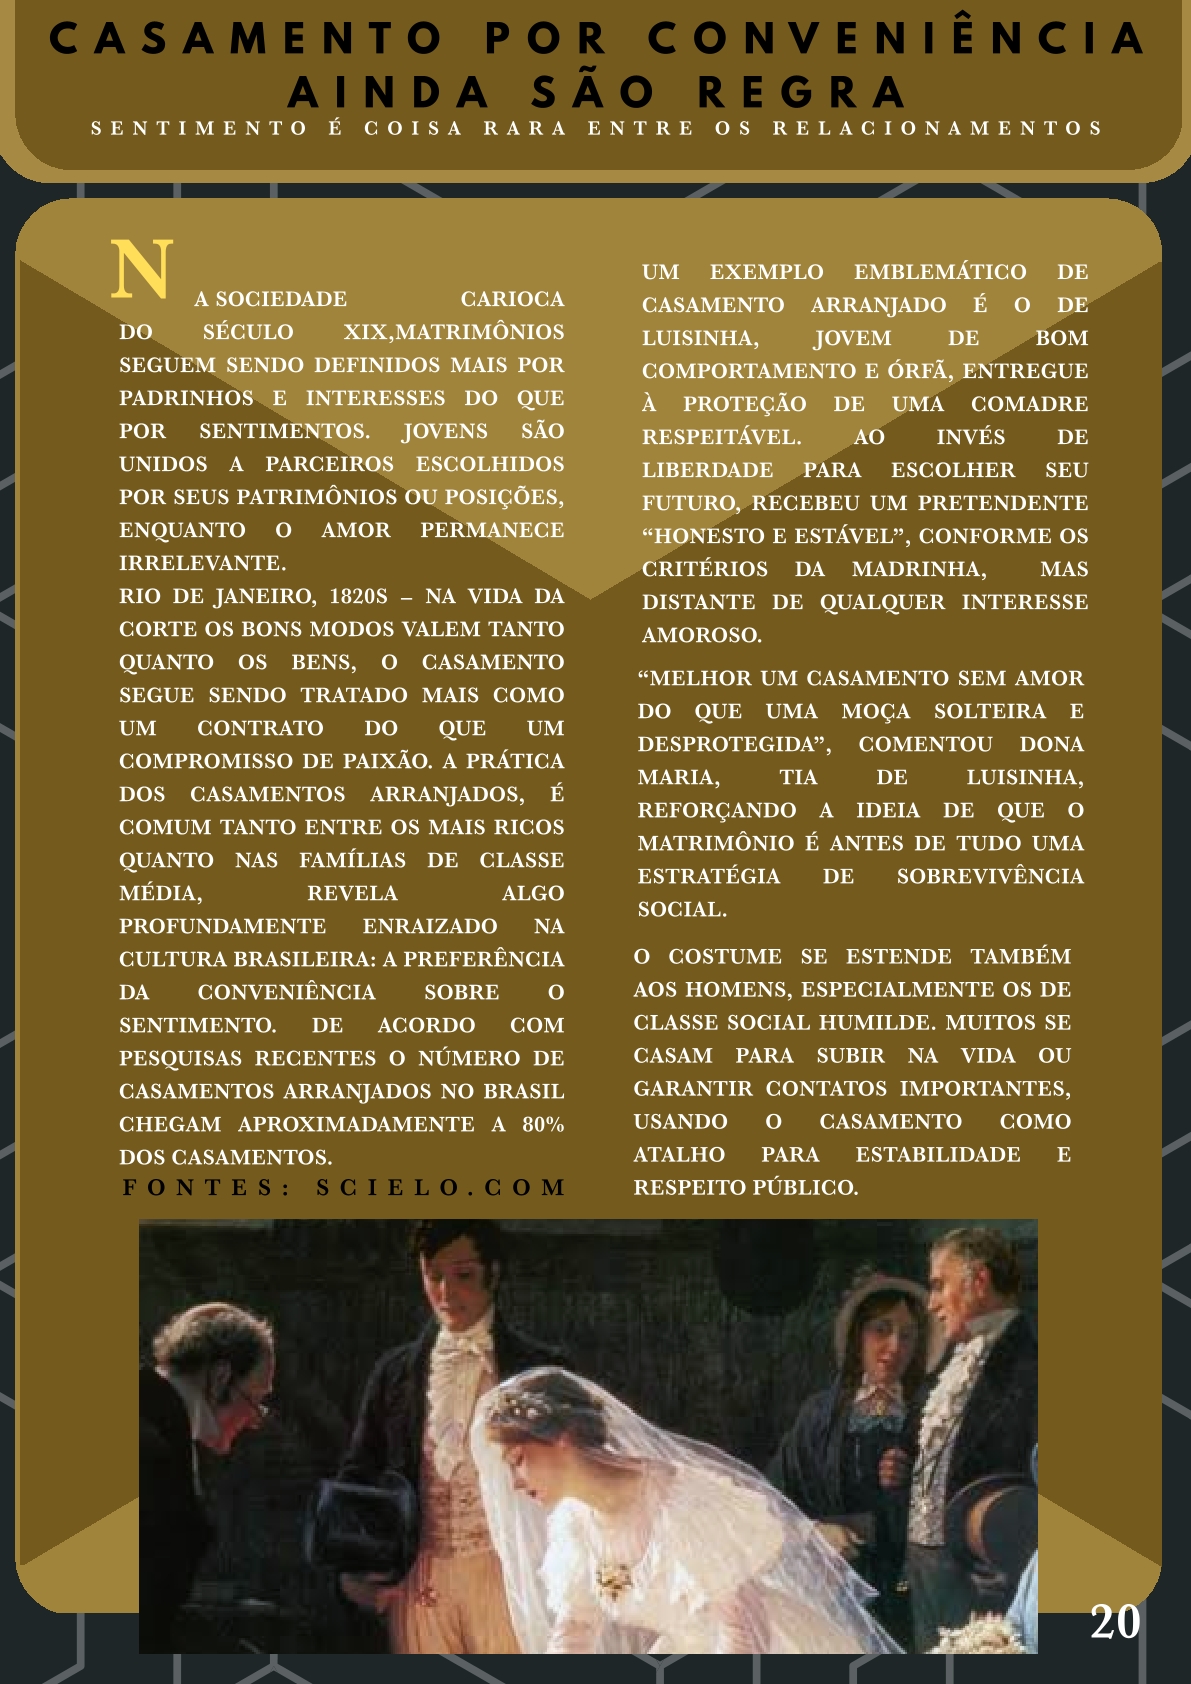 CASAMENTO POR CONVENIÊNCIA
AINDA SÃO REGRA
SENTIMENTO É COISA RARA ENTRE OS RELACIONAMENTOS
N
A SOCIEDADE CARIOCA
DO SÉCULO XIX,MATRIMÔNIOS
SEGUEM SENDO DEFINIDOS MAIS POR
PADRINHOS E INTERESSES DO QUE
POR SENTIMENTOS. JOVENS SÃO
UNIDOS A PARCEIROS ESCOLHIDOS
POR SEUS PATRIMÔNIOS OU POSIÇÕES,
ENQUANTO O AMOR PERMANECE
IRRELEVANTE.
RIO DE JANEIRO, 1820S – NA VIDA DA
CORTE OS BONS MODOS VALEM TANTO
QUANTO OS BENS, O CASAMENTO
SEGUE SENDO TRATADO MAIS COMO
UM CONTRATO DO QUE UM
COMPROMISSO DE PAIXÃO. A PRÁTICA
DOS CASAMENTOS ARRANJADOS, É
COMUM TANTO ENTRE OS MAIS RICOS
QUANTO NAS FAMÍLIAS DE CLASSE
MÉDIA, REVELA ALGO
PROFUNDAMENTE ENRAIZADO NA
CULTURA BRASILEIRA: A PREFERÊNCIA
DA CONVENIÊNCIA SOBRE O
SENTIMENTO. DE ACORDO COM
PESQUISAS RECENTES O NÚMERO DE
CASAMENTOS ARRANJADOS NO BRASIL
CHEGAM APROXIMADAMENTE A 80%
DOS CASAMENTOS.
FONTES: SCIELO.COM
UM EXEMPLO EMBLEMÁTICO DE
CASAMENTO ARRANJADO É O DE
LUISINHA, JOVEM DE BOM
COMPORTAMENTO E ÓRFÃ, ENTREGUE
À PROTEÇÃO DE UMA COMADRE
RESPEITÁVEL. AO INVÉS DE
LIBERDADE PARA ESCOLHER SEU
FUTURO, RECEBEU UM PRETENDENTE
“HONESTO E ESTÁVEL”, CONFORME OS
CRITÉRIOS DA MADRINHA, MAS
DISTANTE DE QUALQUER INTERESSE
AMOROSO.
“MELHOR UM CASAMENTO SEM AMOR
DO QUE UMA MOÇA SOLTEIRA E
DESPROTEGIDA”, COMENTOU DONA
MARIA, TIA DE LUISINHA,
REFORÇANDO A IDEIA DE QUE O
MATRIMÔNIO É ANTES DE TUDO UMA
ESTRATÉGIA DE SOBREVIVÊNCIA
SOCIAL.
O COSTUME SE ESTENDE TAMBÉM
AOS HOMENS, ESPECIALMENTE OS DE
CLASSE SOCIAL HUMILDE. MUITOS SE
CASAM PARA SUBIR NA VIDA OU
GARANTIR CONTATOS IMPORTANTES,
USANDO O CASAMENTO COMO
ATALHO PARA ESTABILIDADE E
RESPEITO PÚBLICO.
20